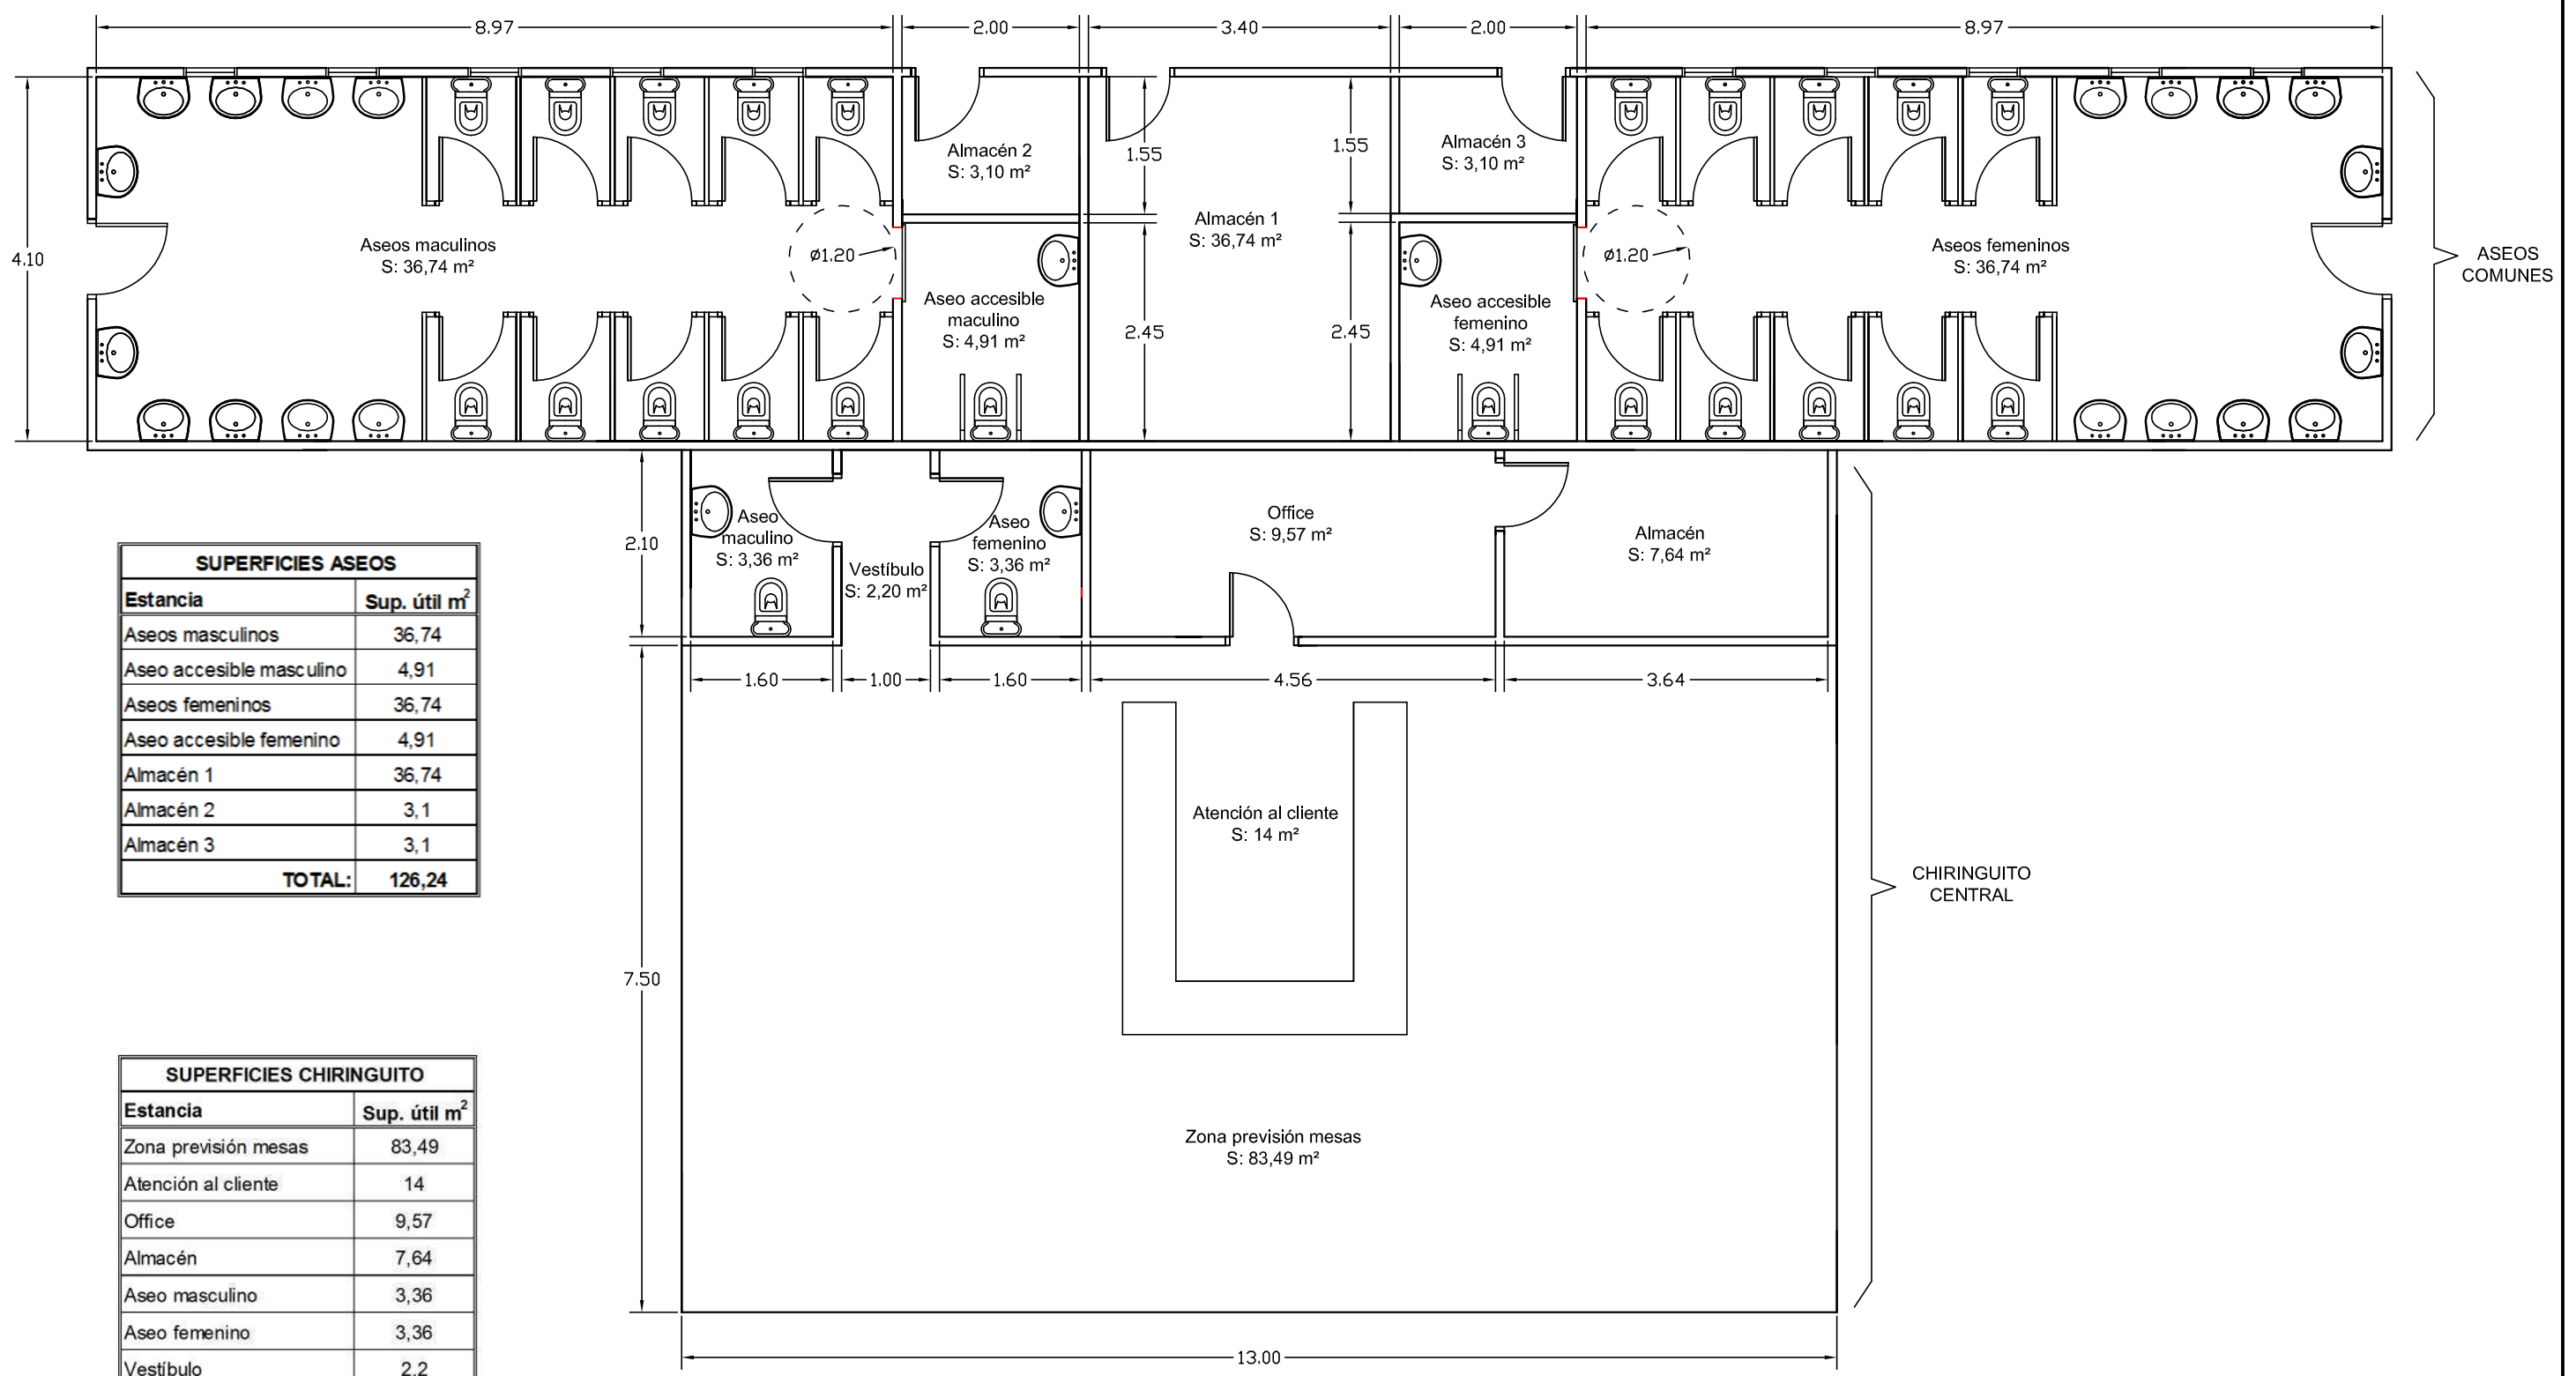 8.97
2.00
3.40
2.00
8.97
4.10
Aseos maculinos
S: 36,74 m²
ø1.20
Almacén 2
S: 3,10 m²
Aseo accesible
maculino
S: 4,91 m²
1.55
2.45
Almacén 1
S: 36,74 m²
1.55
2.45
Almacén 3
S: 3,10 m²
Aseo accesible
femenino
S: 4,91 m²
ø1.20
Aseos femeninos
S: 36,74 m²
ASEOS
COMUNES
2.10
Aseo
maculino
S: 3,36 m²
Vestíbulo
S: 2,20 m²
Aseo
femenino
S: 3,36 m²
Office
S: 9,57 m²
Almacén
S: 7,64 m²
1.60
1.00
1.60
4.56
3.64
7.50
Atención al cliente
S: 14 m²
Zona previsión mesas
S: 83,49 m²
13.00
CHIRINGUITO
CENTRAL
SUPERFICIES ASEOS
Estancia Sup. útil m²
Aseos masculinos 36,74
Aseo accesible masculino 4,91
Aseos femeninos 36,74
Aseo accesible femenino 4,91
Almacén 1 36,74
Almacén 2 3,1
Almacén 3 3,1
TOTAL: 126,24
SUPERFICIES CHIRINGUITO
Estancia Sup. útil m²
Zona previsión mesas 83,49
Atención al cliente 14
Office 9,57
Almacén 7,64
Aseo masculino 3,36
Aseo femenino 3,36
Vestíbulo 2,2